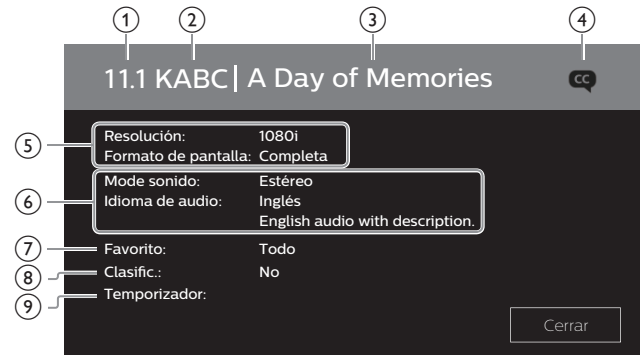 1 2 3 4
11.1 KABC | A Day of Memories CC
5 Resolución: 1080i
Formato de pantalla: Completa
6 Mode sonido: Estéreo
Idioma de audio: Inglés
English audio with description.
7 Favorito: Todo
8 Clasific.: No
9 Temporizador:
Cerrar